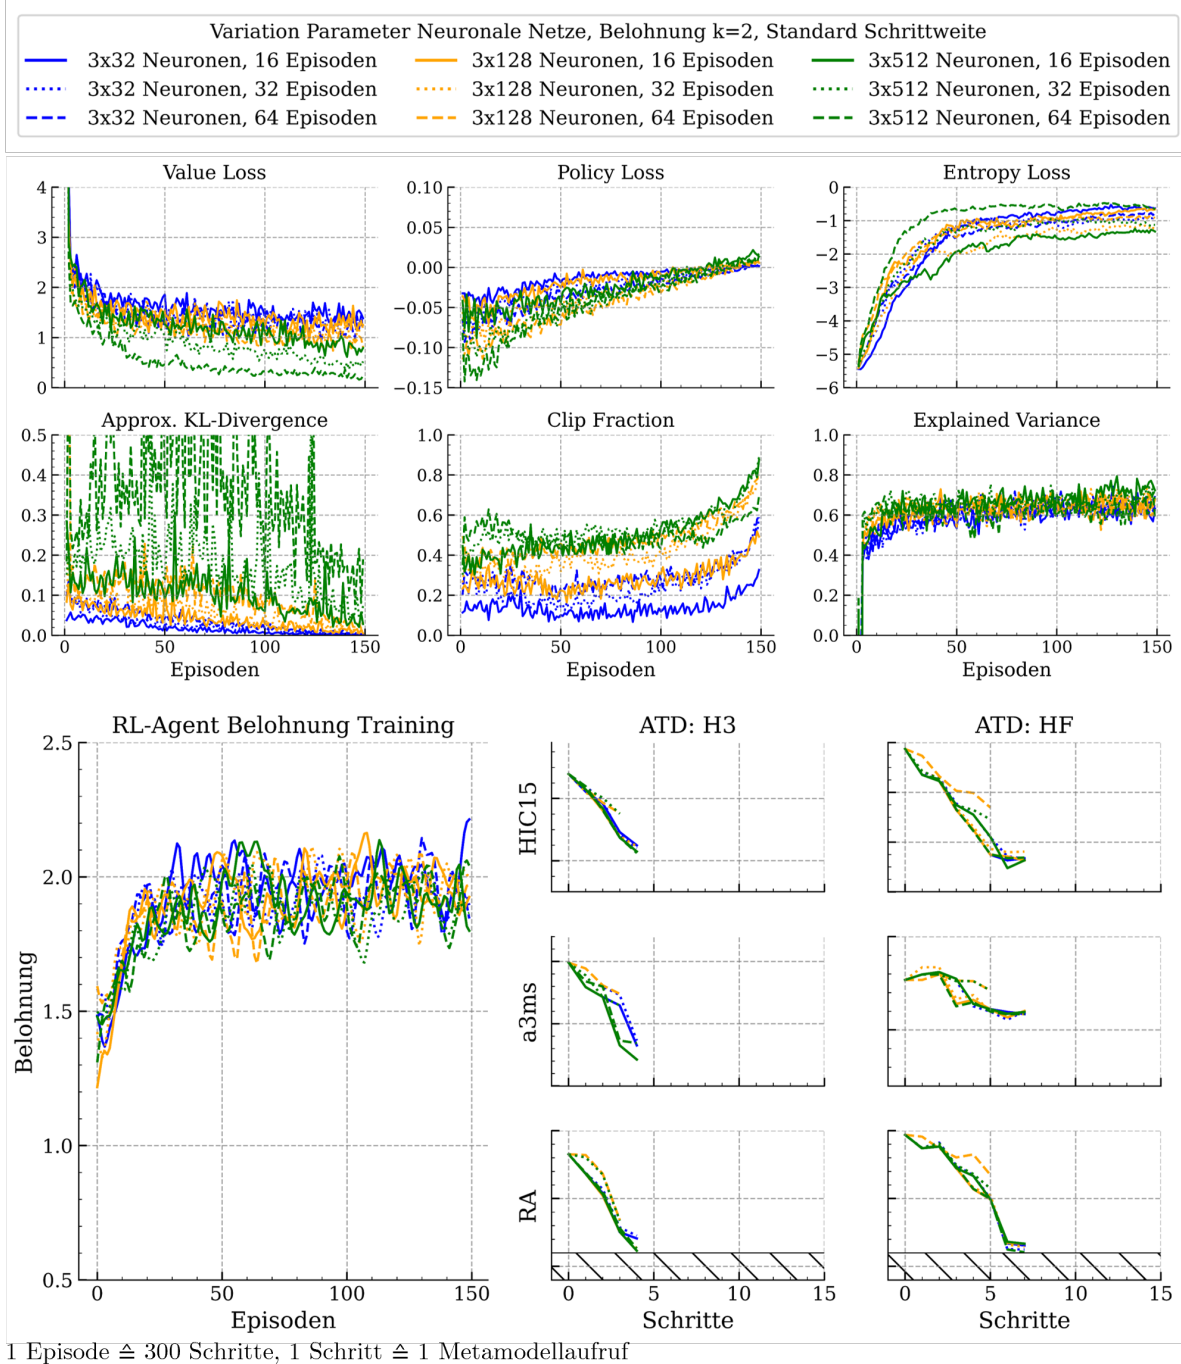 Variation Parameter Neuronale Netze, Belohnung k=2, Standard Schrittweite
3x32 Neuronen, 16 Episoden 3x128 Neuronen, 16 Episoden 3x512 Neuronen, 16 Episoden
3x32 Neuronen, 32 Episoden 3x128 Neuronen, 32 Episoden 3x512 Neuronen, 32 Episoden
3x32 Neuronen, 64 Episoden 3x128 Neuronen, 64 Episoden 3x512 Neuronen, 64 Episoden
Value Loss Policy Loss Entropy Loss
4 0.10 0
0.05 −1
3 0.00 −2
2 −0.05 −3
1 −0.10 −4
−5
0 −0.15 −6
Approx. KL-Divergence Clip Fraction Explained Variance
0.5 1.0 1.0
0.4 0.8 0.8
0.3 0.6 0.6
0.2 0.4 0.4
0.1 0.2 0.2
0.0 0.0 0.0
0 50 100 150 0 50 100 150 0 50 100 150
Episoden Episoden Episoden
RL-Agent Belohnung Training ATD: H3 ATD: HF
2.5
2.0
1.5
1.0
0.5
Belohnung
HIC15
a3ms
RA
0 50 100 150 0 5 10 15 0 5 10 15
Episoden Schritte Schritte
1 Episode ≙ 300 Schritte, 1 Schritt ≙ 1 Metamodellaufruf